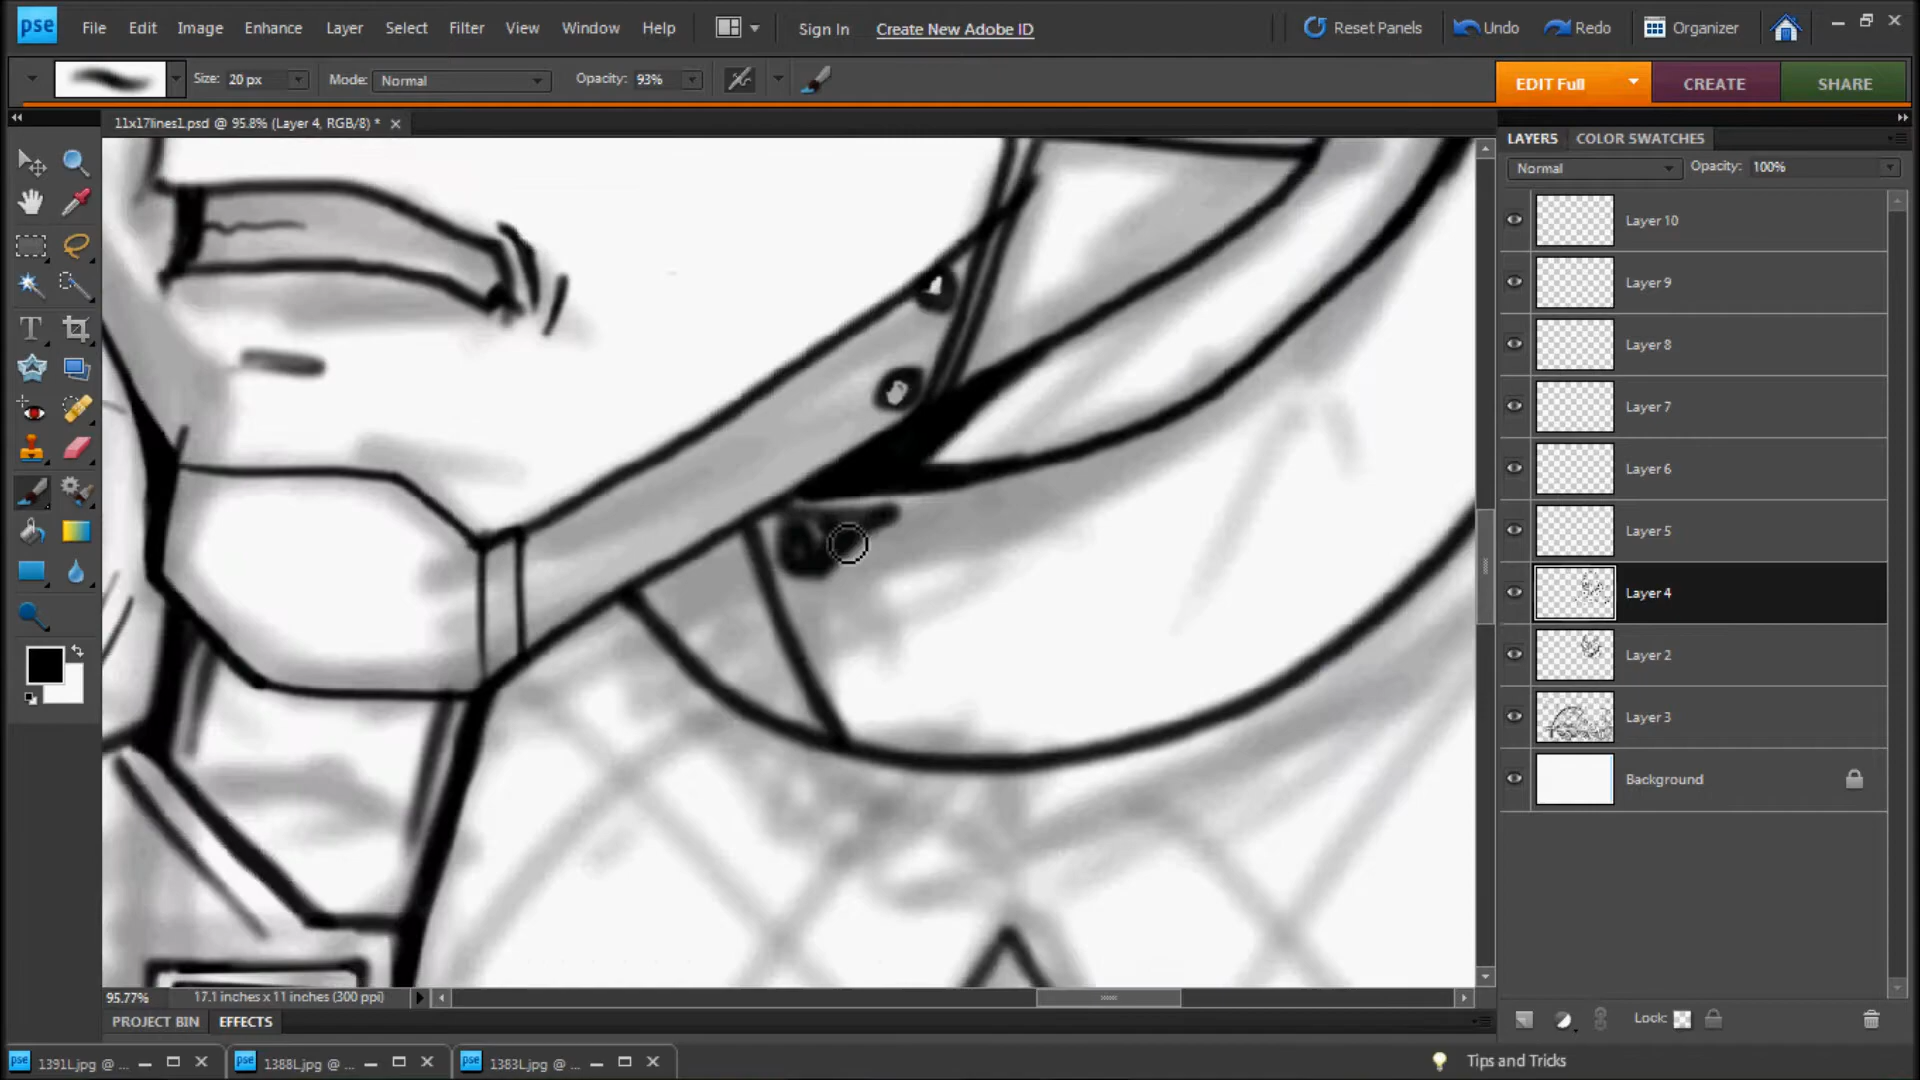 pse File Edit Image Enhance Layer Select Filter View Window Help Sign In Create New Adobe ID Reset Panels Undo Redo Organizer
Size: 20 px Mode: Normal Opacity: 93% EDIT Full CREATE SHARE
11x17lines1.psd @ 95.8% (Layer 4, RGB/8) *
LAYERS COLOR SWATCHES
Normal Opacity: 100%
Layer 10
Layer 9
Layer 8
Layer 7
Layer 6
Layer 5
Layer 4
Layer 2
Layer 3
Background
T
95.77% 17.1 inches x 11 inches (300 ppi)
Lock:
PROJECT BIN EFFECTS
pse 1391L.jpg @ ... pse 1388L.jpg @ ... pse 1383L.jpg @ ... Tips and Tricks